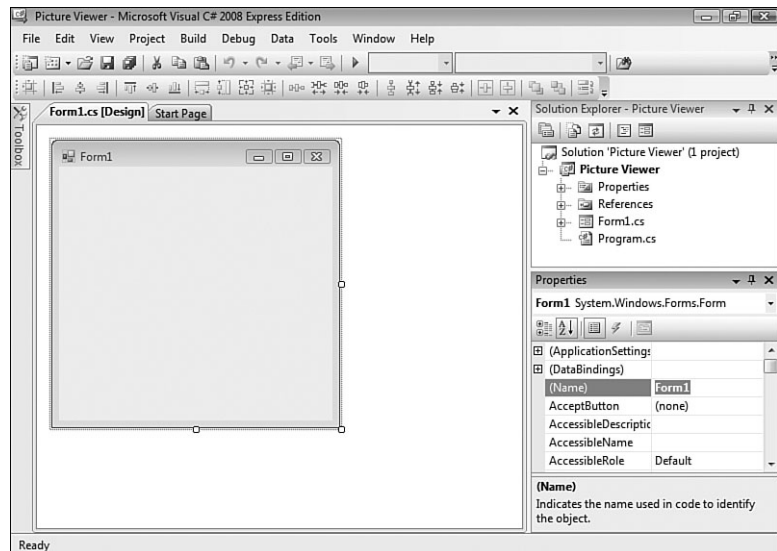 Picture Viewer - Microsoft Visual C# 2008 Express Edition
File Edit View Project Build Debug Data Tools Window Help
Toolbox
Form1.cs [Design] Start Page
Form1
Solution Explorer - Picture Viewer
Solution 'Picture Viewer' (1 project)
Picture Viewer
Properties
References
Form1.cs
Program.cs
Properties
Form1 System.Windows.Forms.Form
(ApplicationSettings
(DataBindings)
(Name) Form1
AcceptButton (none)
AccessibleDescriptic
AccessibleName
AccessibleRole Default
(Name)
Indicates the name used in code to identify
the object.
Ready